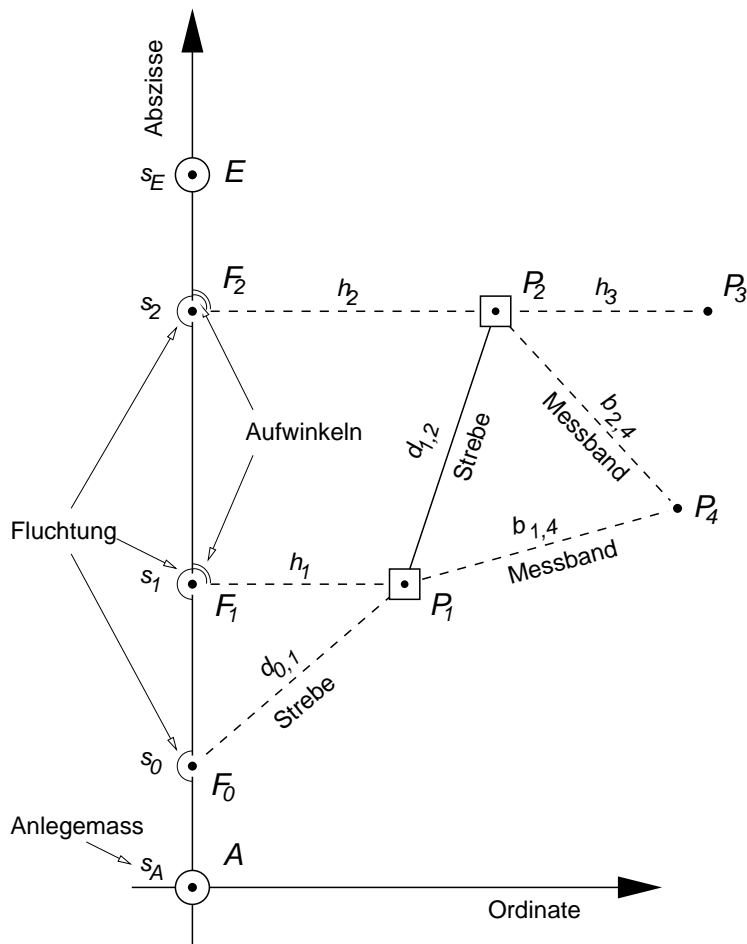 Abszisse
s_E E
F_2 h_2 P_2 h_3 P_3
s_2
Aufwinkeln
d_1,2
Strebe
b_2,4
Messband
P_4
Fluchtung
b_1,4
Messband
s_1 F_1 h_1 P_1
d_0,1
Strebe
s_0 F_0
Anlegemass
s_A A
Ordinate